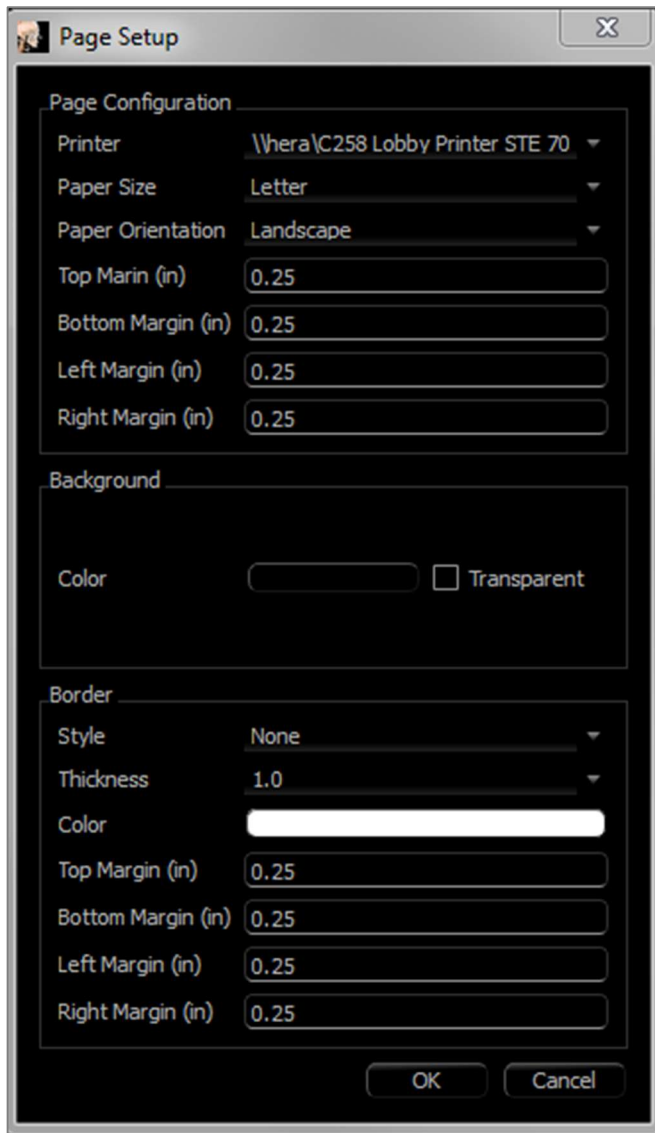 Page Setup
Page Configuration
Printer \\hera\C258 Lobby Printer STE 70
Paper Size Letter
Paper Orientation Landscape
Top Marin (in) 0.25
Bottom Margin (in) 0.25
Left Margin (in) 0.25
Right Margin (in) 0.25
Background
Color Transparent
Border
Style None
Thickness 1.0
Color
Top Margin (in) 0.25
Bottom Margin (in) 0.25
Left Margin (in) 0.25
Right Margin (in) 0.25
OK Cancel